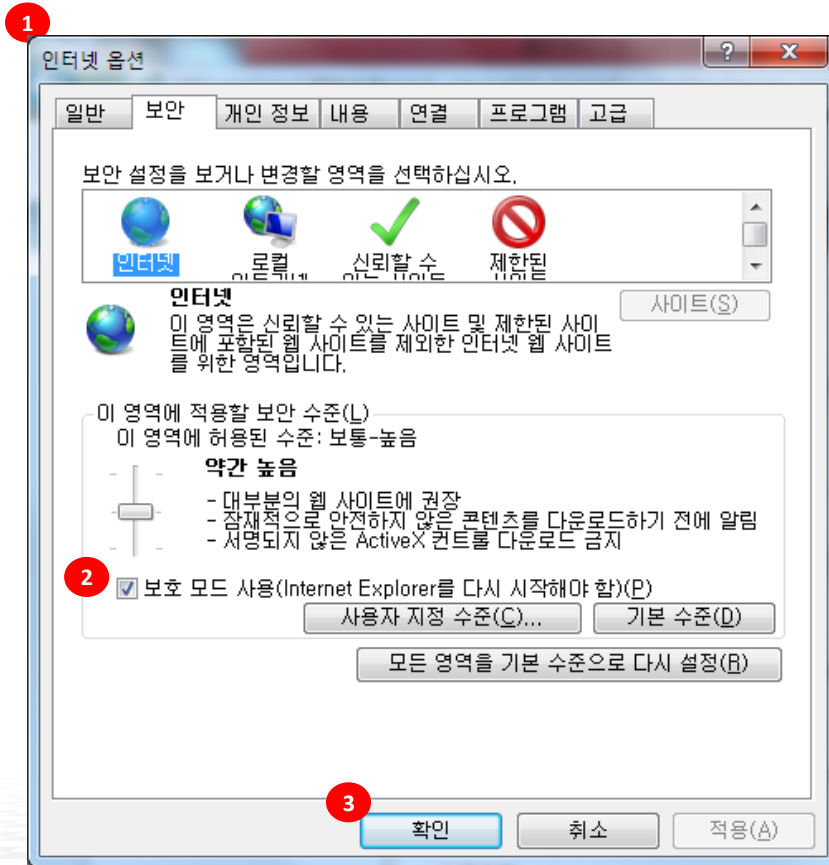 1
인터넷 옵션
일반 보안 개인 정보 내용 연결 프로그램 고급
보안 설정을 보거나 변경할 영역을 선택하십시오.
인터넷 로컬 신뢰할 수 제한된
인터넷
사이트(S)
이 영역은 신뢰할 수 있는 사이트 및 제한된 사이
트에 포함된 웹 사이트를 제외한 인터넷 웹 사이트
를 위한 영역입니다.
이 영역에 적용할 보안 수준(L)
이 영역에 허용된 수준: 보통-높음
약간 높음
- 대부분의 웹 사이트에 권장
- 잠재적으로 안전하지 않은 콘텐츠를 다운로드하기 전에 알림
- 서명되지 않은 ActiveX 컨트롤 다운로드 금지
2
보호 모드 사용(Internet Explorer를 다시 시작해야 함)(P)
사용자 지정 수준(C)... 기본 수준(D)
모든 영역을 기본 수준으로 다시 설정(R)
3
확인 취소 적용(A)